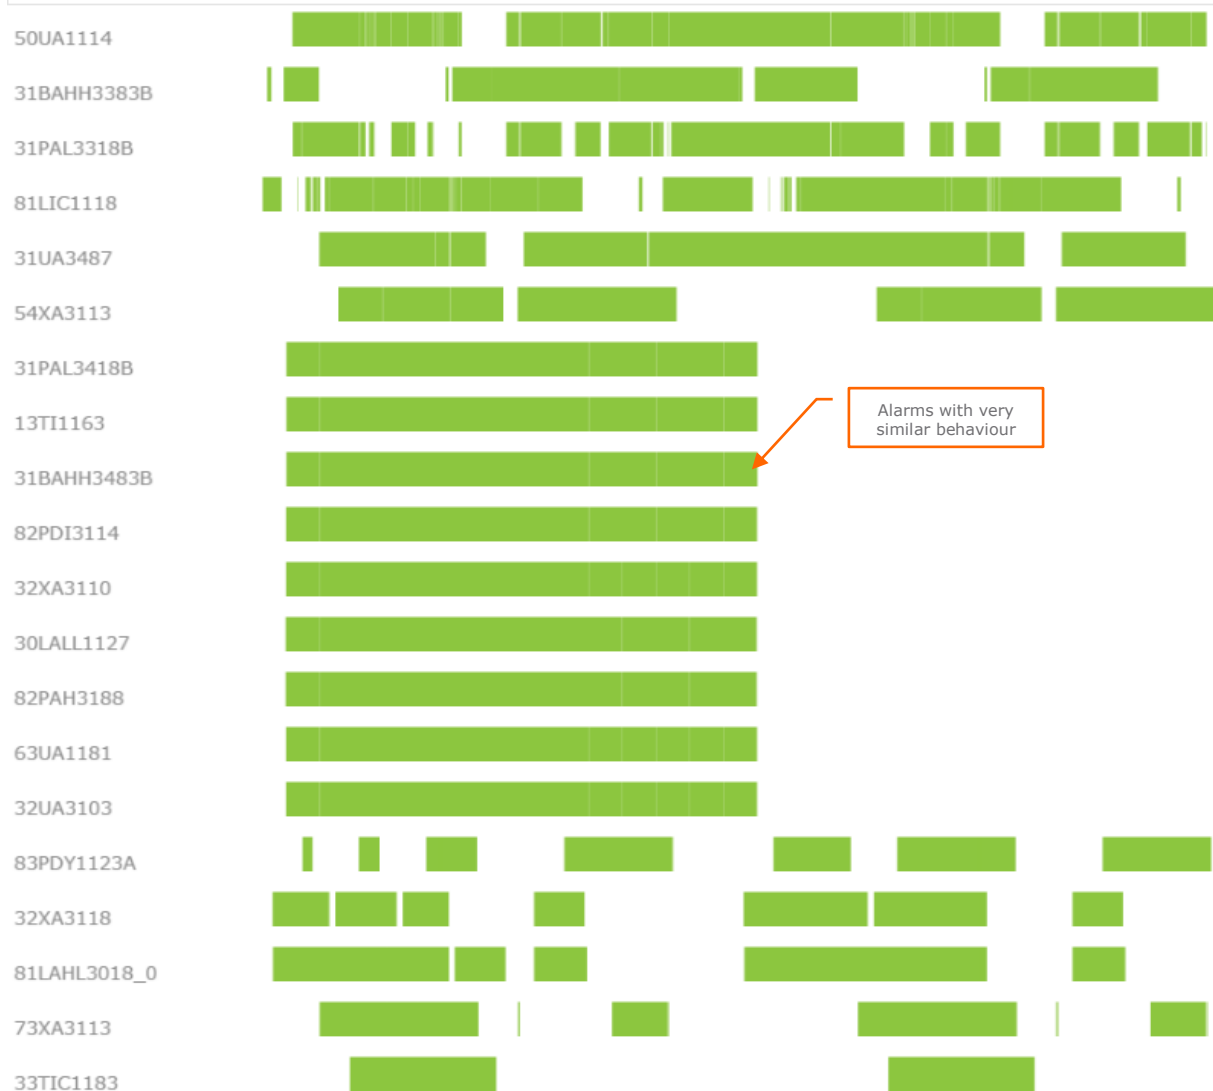 50UA1114
31BAHH3383B
31PAL3318B
81LIC1118
31UA3487
54XA3113
31PAL3418B
13TI1163
Alarms with very
similar behaviour
31BAHH3483B
82PDI3114
32XA3110
30LALL1127
82PAH3188
63UA1181
32UA3103
83PDY1123A
32XA3118
81LAHL3018_0
73XA3113
33TIC1183